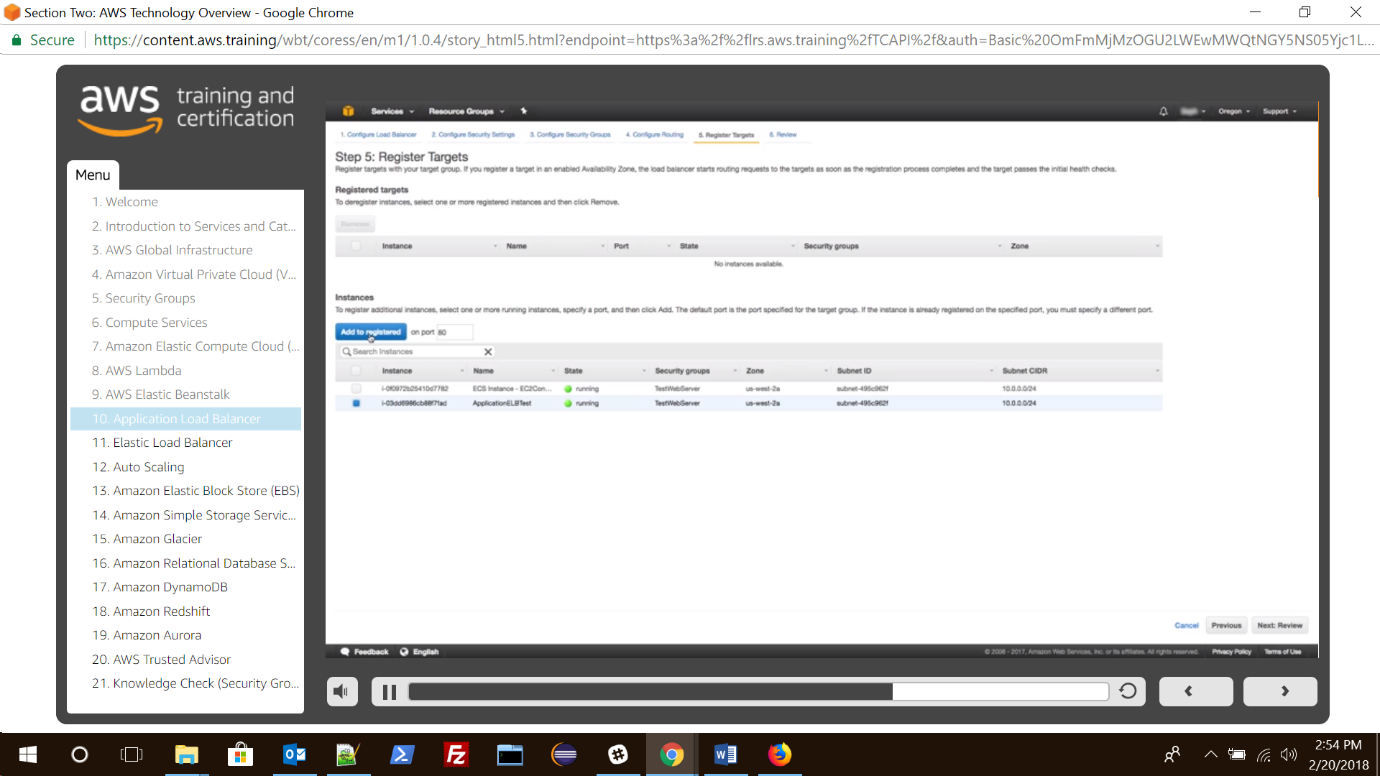 Section Two: AWS Technology Overview - Google Chrome
Secure https://content.aws.training/wbt/coress/en/m1/1.0.4/story_html5.html?endpoint=https%3a%2f%2flrs.aws.training%2fTCAPI%2f&auth=Basic%20OmFmMjMzOGU2LWEwMWQtNGY5NS05Yjc1L...
aws training and certification
Menu
1. Welcome
2. Introduction to Services and Cat...
3. AWS Global Infrastructure
4. Amazon Virtual Private Cloud (V...
5. Security Groups
6. Compute Services
7. Amazon Elastic Compute Cloud (...
8. AWS Lambda
9. AWS Elastic Beanstalk
10. Application Load Balancer
11. Elastic Load Balancer
12. Auto Scaling
13. Amazon Elastic Block Store (EBS)
14. Amazon Simple Storage Servic...
15. Amazon Glacier
16. Amazon Relational Database S...
17. Amazon DynamoDB
18. Amazon Redshift
19. Amazon Aurora
20. AWS Trusted Advisor
21. Knowledge Check (Security Gro...
Services Resource Groups Oregon Support
1. Configure Load Balancer 2. Configure Security Settings 3. Configure Security Groups 4. Configure Routing 5. Register Targets 6. Review
Step 5: Register Targets
Register targets with your target group. If you register a target in an enabled Availability Zone, the load balancer starts routing requests to the targets as soon as the registration process completes and the target passes the initial health checks.
Registered targets
To deregister instances, select one or more registered instances and then click Remove.
Remove
Instance Name Port State Security groups Zone
No instances available.
Instances
To register additional instances, select one or more running instances, specify a port, and then click Add. The default port is the port specified for the target group. If the instance is already registered on the specified port, you must specify a different port.
Add to registered on port 80
Search Instances
Instance Name State Security groups Zone Subnet ID Subnet CIDR
i-0f0972b25410d7782 ECS Instance - EC2Con... running TestWebServer us-west-2a subnet-495c962f 10.0.0.0/24
i-03dd6986cb88f7fad ApplicationELBTest running TestWebServer us-west-2a subnet-495c962f 10.0.0.0/24
Cancel Previous Next: Review
Feedback English © 2008 - 2017, Amazon Web Services, Inc. or its affiliates. All rights reserved. Privacy Policy Terms of Use
2:54 PM
2/20/2018